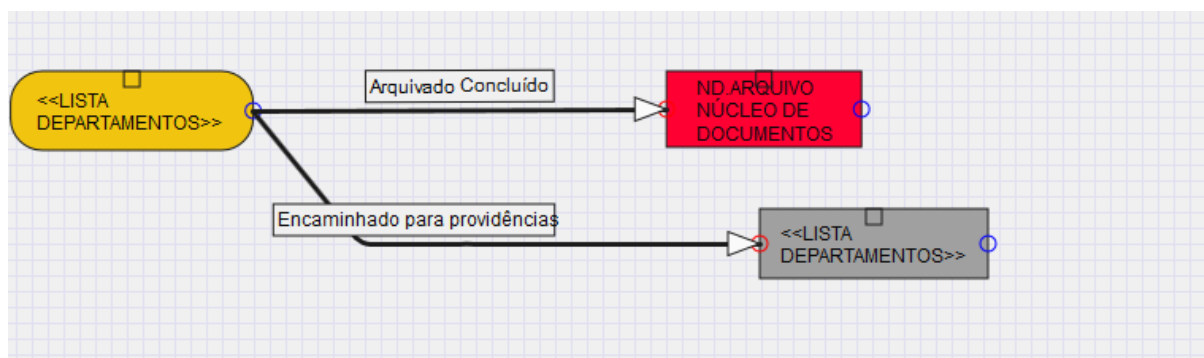 <<LISTA
DEPARTAMENTOS>>
Arquivado Concluído
ND.ARQUIVO
NÚCLEO DE
DOCUMENTOS
Encaminhado para providências
<<LISTA
DEPARTAMENTOS>>